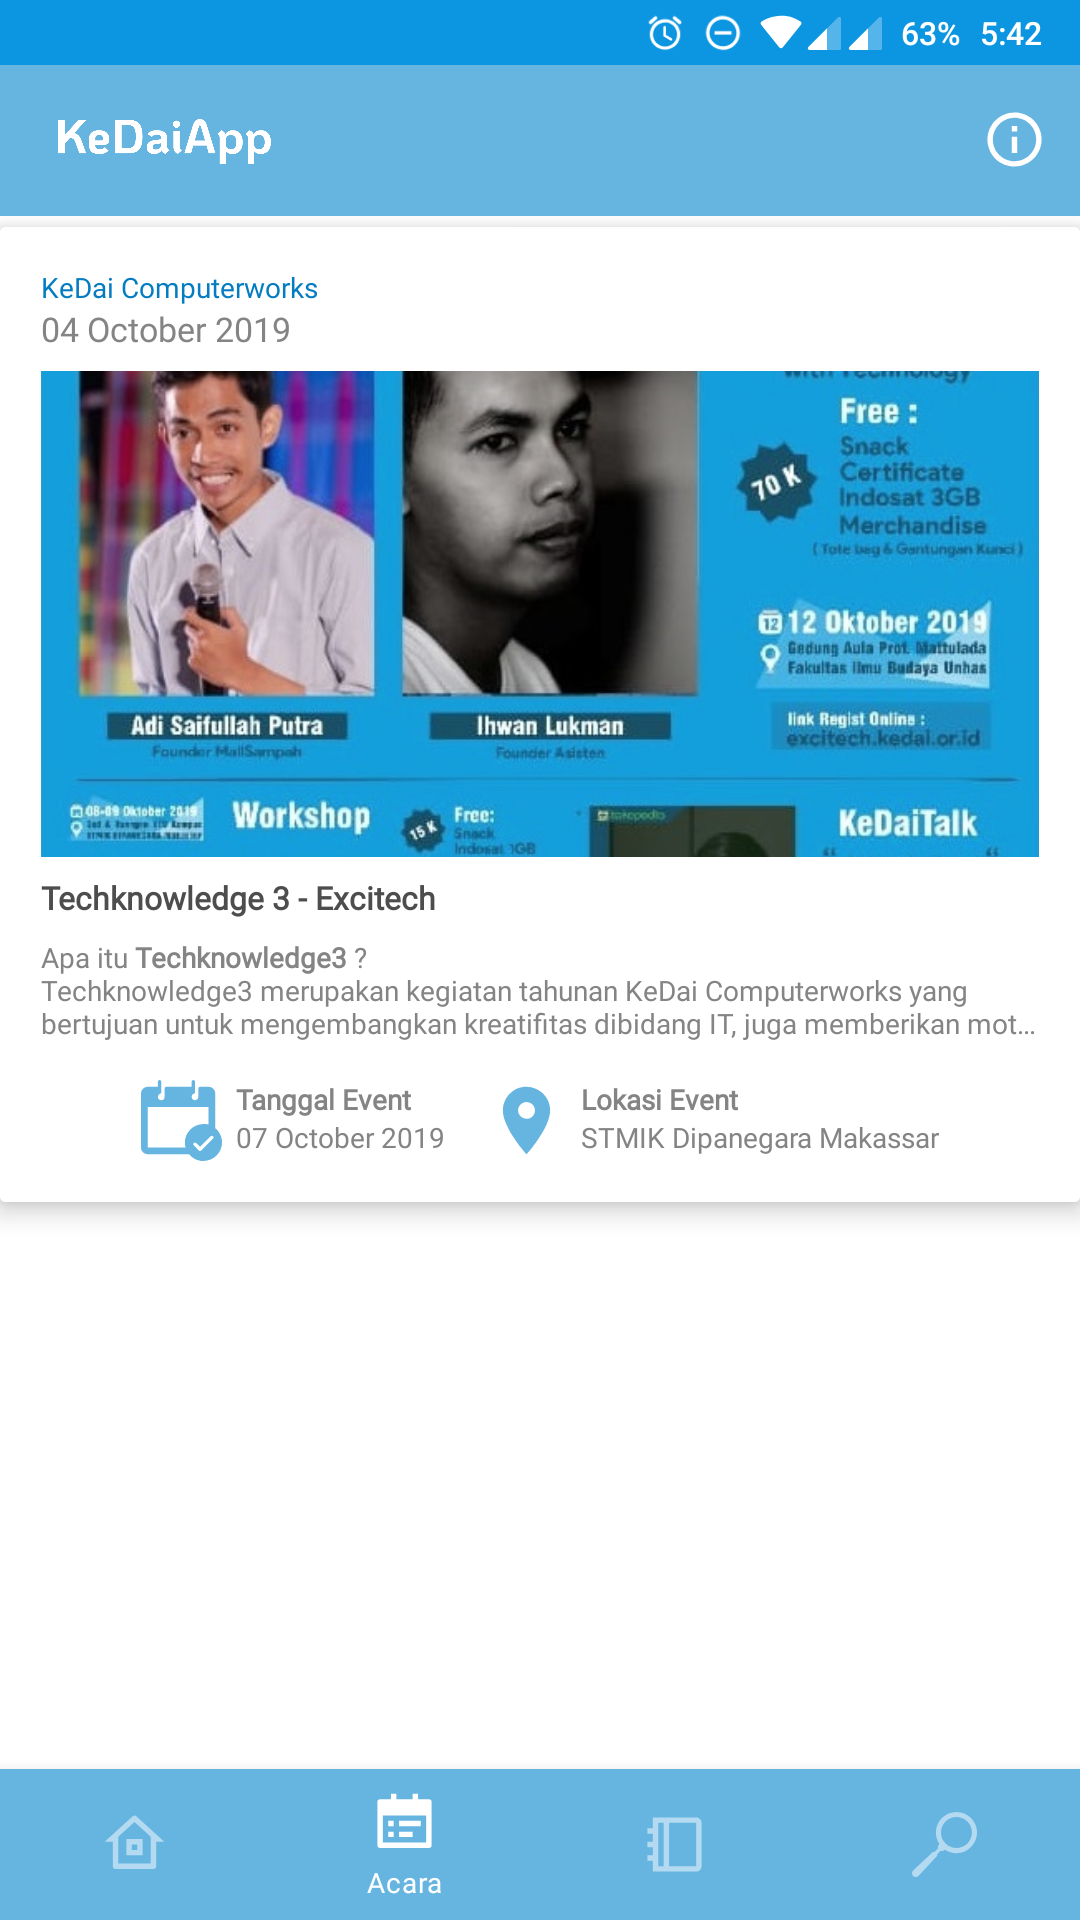 63% 5:42
KeDaiApp
KeDai Computerworks
04 October 2019
with Technology
Free :
Snack
Certificate
Indosat 3GB
Merchandise
( Tote bag & Gantungan Kunci )
70 K
12 Oktober 2019
12
Gedung Aula Prof. Mattulada
Fakultas Ilmu Budaya Unhas
link Regist Online :
excitech.kedai.or.id
Adi Saifullah Putra
Founder MallSampah
Ihwan Lukman
Founder Asisten
08-09 Oktober 2019
Workshop
15 K
Free:
Snack
Indosat 1GB
tokopedia
KeDaiTalk
Techknowledge 3 - Excitech
Apa itu Techknowledge3 ?
Techknowledge3 merupakan kegiatan tahunan KeDai Computerworks yang
bertujuan untuk mengembangkan kreatifitas dibidang IT, juga memberikan mot...
Tanggal Event
07 October 2019
Lokasi Event
STMIK Dipanegara Makassar
Acara